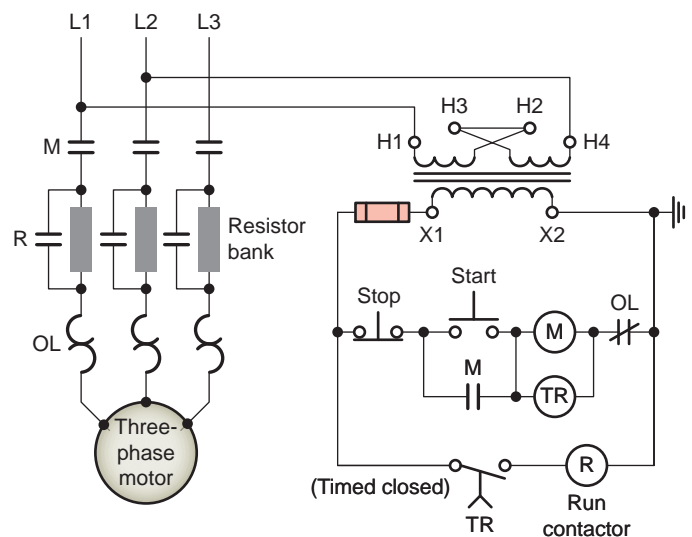 L1
L2
L3
H3
H2
H1
H4
M
X1
X2
R
Resistor
bank
Start
Stop
OL
M
OL
M
TR
Three-
phase
motor
(Timed closed)
R
TR
Run
contactor